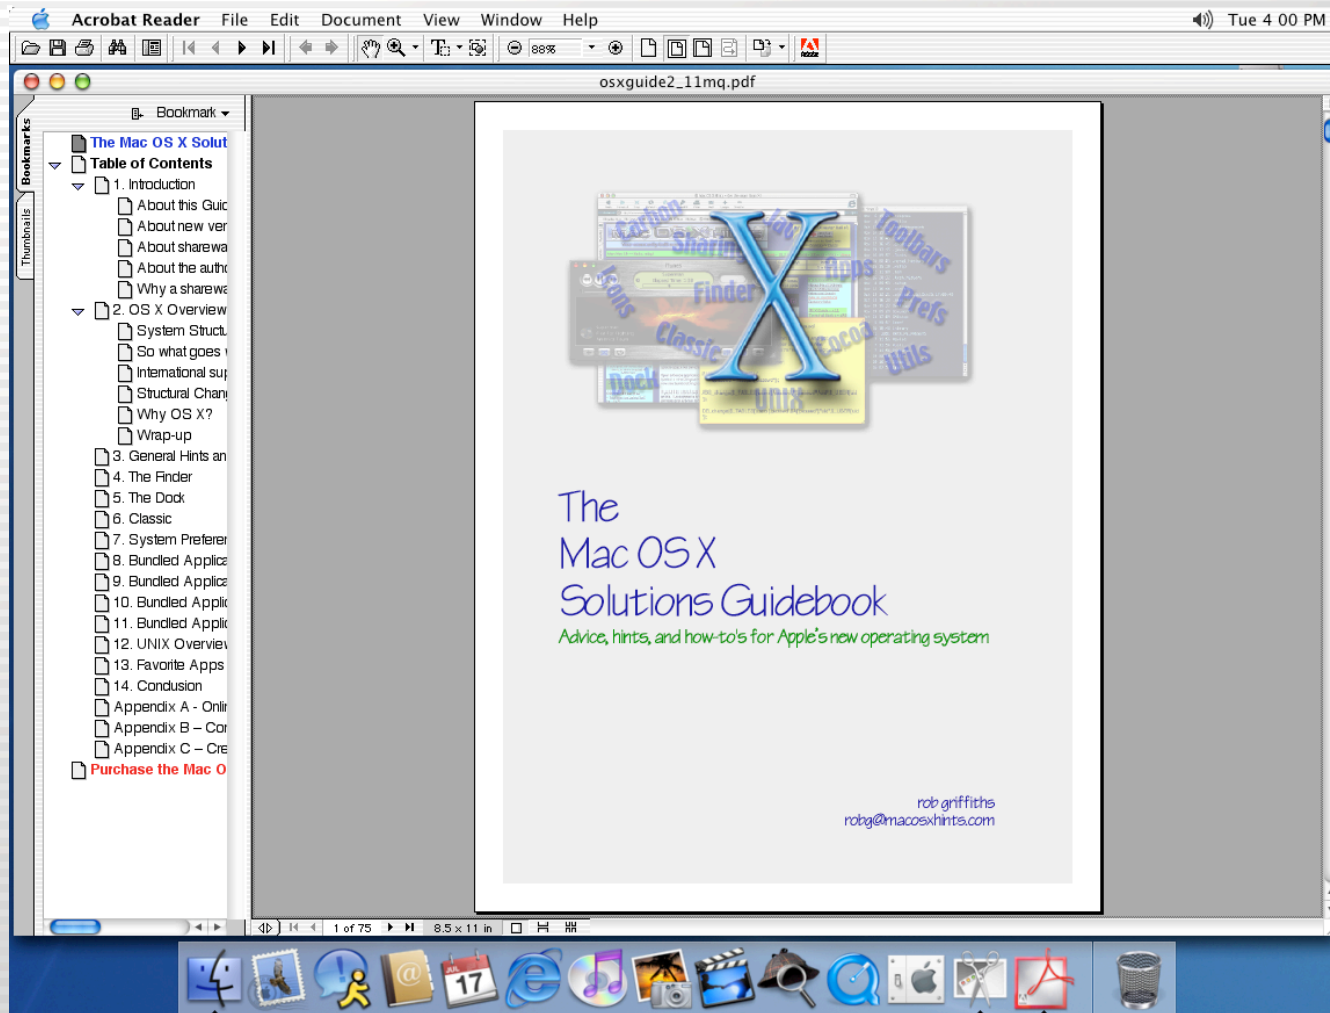 Acrobat Reader File Edit Document View Window Help Tue 4 00 PM
88%
osxguide2_11mq.pdf
Bookmark
Bookmarks
Thumbnails
The Mac OS X Solut
Table of Contents
1. Introduction
About this Guid
About new ver
About sharewa
About the autho
Why a sharewa
2. OS X Overview
System Structu
So what goes
International sup
Structural Chan
Why OS X?
Wrap-up
3. General Hints an
4. The Finder
5. The Dock
6. Classic
7. System Preferen
8. Bundled Applica
9. Bundled Applica
10. Bundled Applic
11. Bundled Applic
12. UNIX Overview
13. Favorite Apps
14. Conclusion
Appendix A - Onlin
Appendix B – Con
Appendix C – Cre
Purchase the Mac O
Carbon
Sharing
Jag
Toolbars
Icons
Finder
Apps
Prefs
Classic
Cocoa
Utils
Dock
UNIX
X
The
Mac OS X
Solutions Guidebook
Advice, hints, and how-to's for Apple's new operating system
rob griffiths
robg@macosxhints.com
1 of 75 8.5 x 11 in
JUL
17